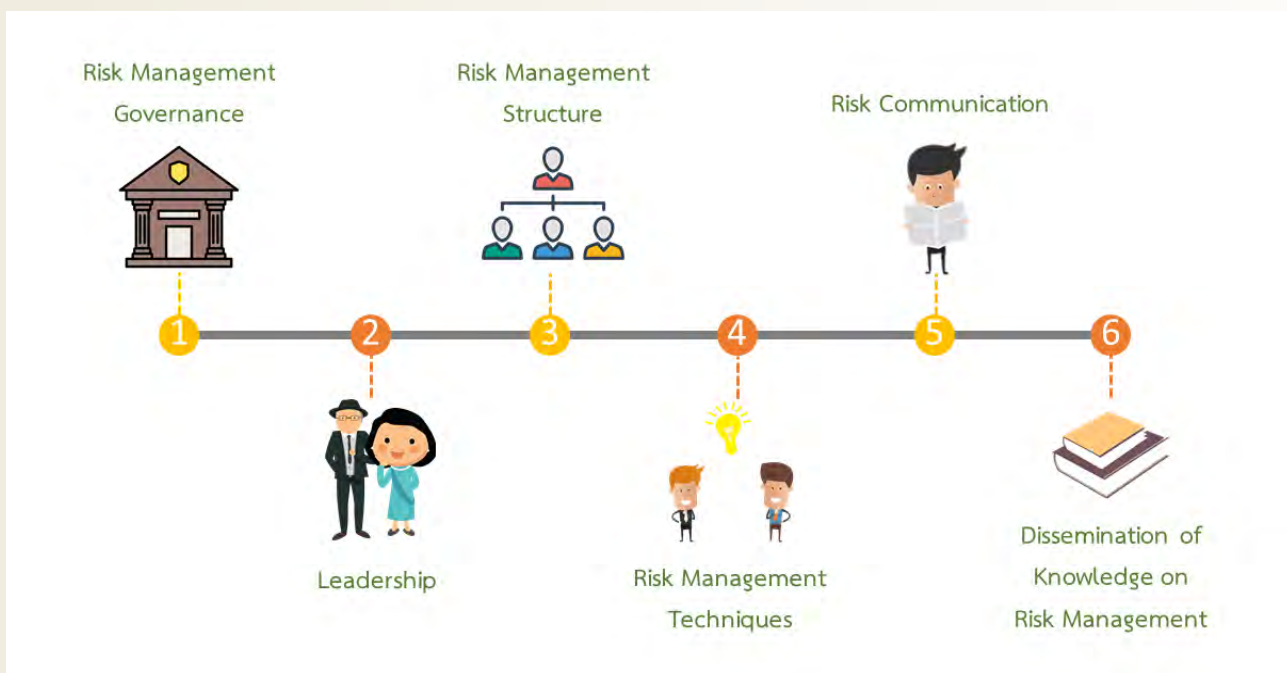 Risk Management
Governance
Risk Management
Structure
Risk Communication
1
2
3
4
5
6
Leadership
Risk Management
Techniques
Dissemination of
Knowledge on
Risk Management